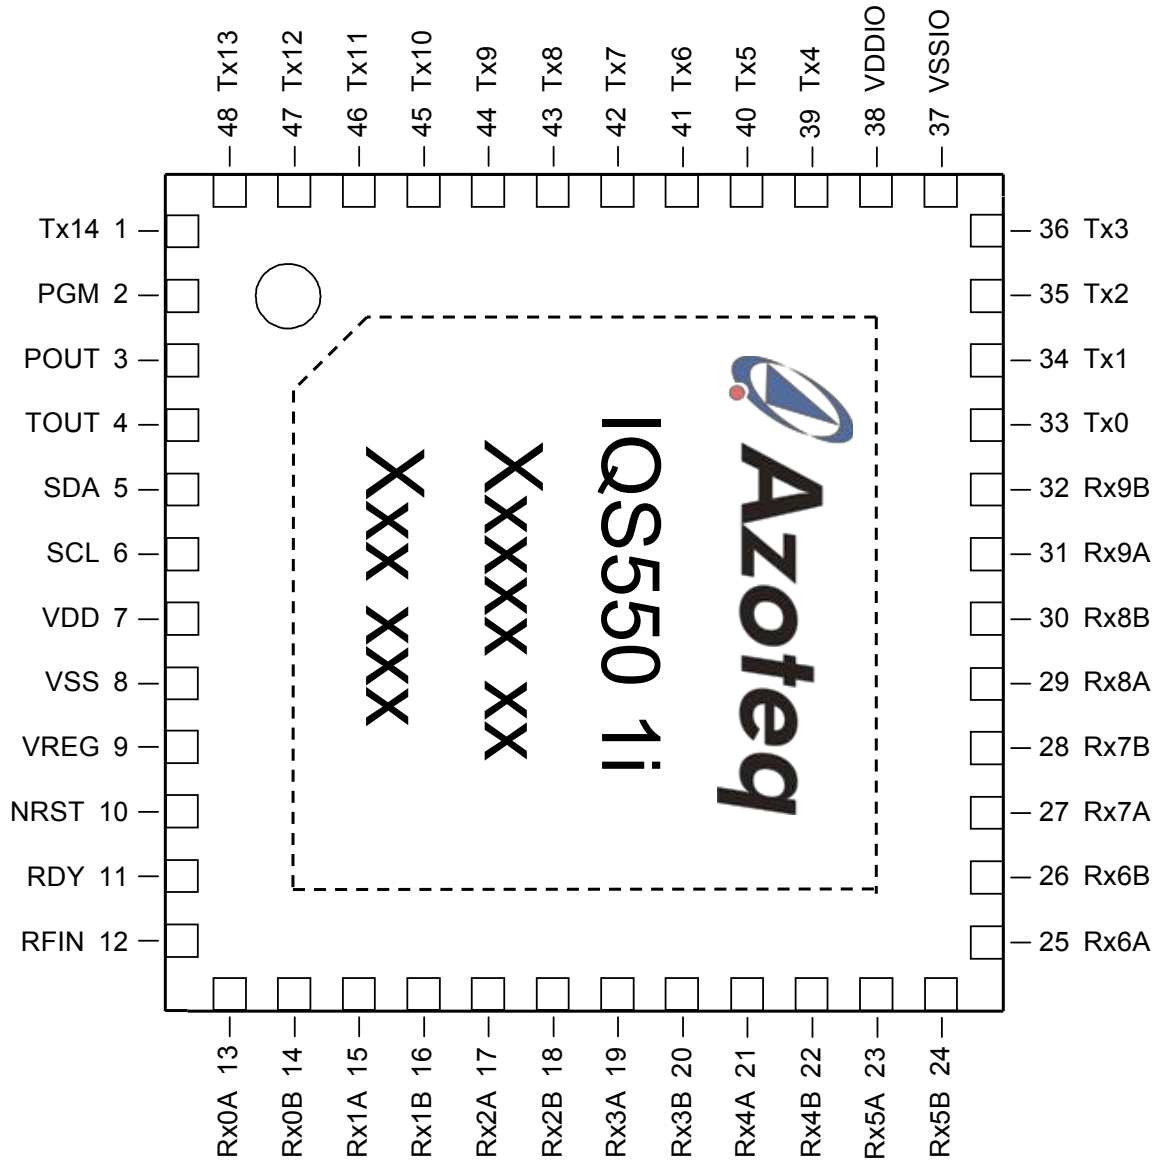 48 Tx13
47 Tx12
46 Tx11
45 Tx10
44 Tx9
43 Tx8
42 Tx7
41 Tx6
40 Tx5
39 Tx4
38 VDDIO
37 VSSIO
Tx14 1
PGM 2
POUT 3
TOUT 4
SDA 5
SCL 6
VDD 7
VSS 8
VREG 9
NRST 10
RDY 11
RFIN 12
Azoteq
IQS550 1i
Xxxxx xx
Xxx xxx
36 Tx3
35 Tx2
34 Tx1
33 Tx0
32 Rx9B
31 Rx9A
30 Rx8B
29 Rx8A
28 Rx7B
27 Rx7A
26 Rx6B
25 Rx6A
Rx0A 13
Rx0B 14
Rx1A 15
Rx1B 16
Rx2A 17
Rx2B 18
Rx3A 19
Rx3B 20
Rx4A 21
Rx4B 22
Rx5A 23
Rx5B 24